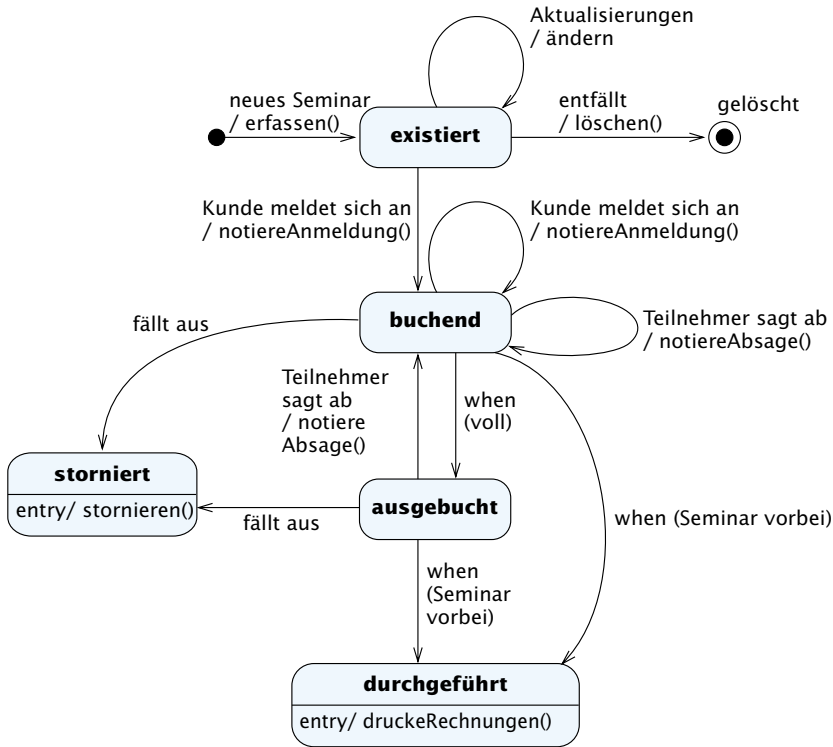 Aktualisierungen
/ ändern
neues Seminar
/ erfassen()
existiert
entfällt
/ löschen()
gelöscht
Kunde meldet sich an
/ notiereAnmeldung()
Kunde meldet sich an
/ notiereAnmeldung()
fällt aus
buchend
Teilnehmer sagt ab
/ notiereAbsage()
Teilnehmer
sagt ab
/ notiere
Absage()
when
(voll)
storniert
entry/ stornieren()
fällt aus
ausgebucht
when (Seminar vorbei)
when
(Seminar
vorbei)
durchgeführt
entry/ druckeRechnungen()